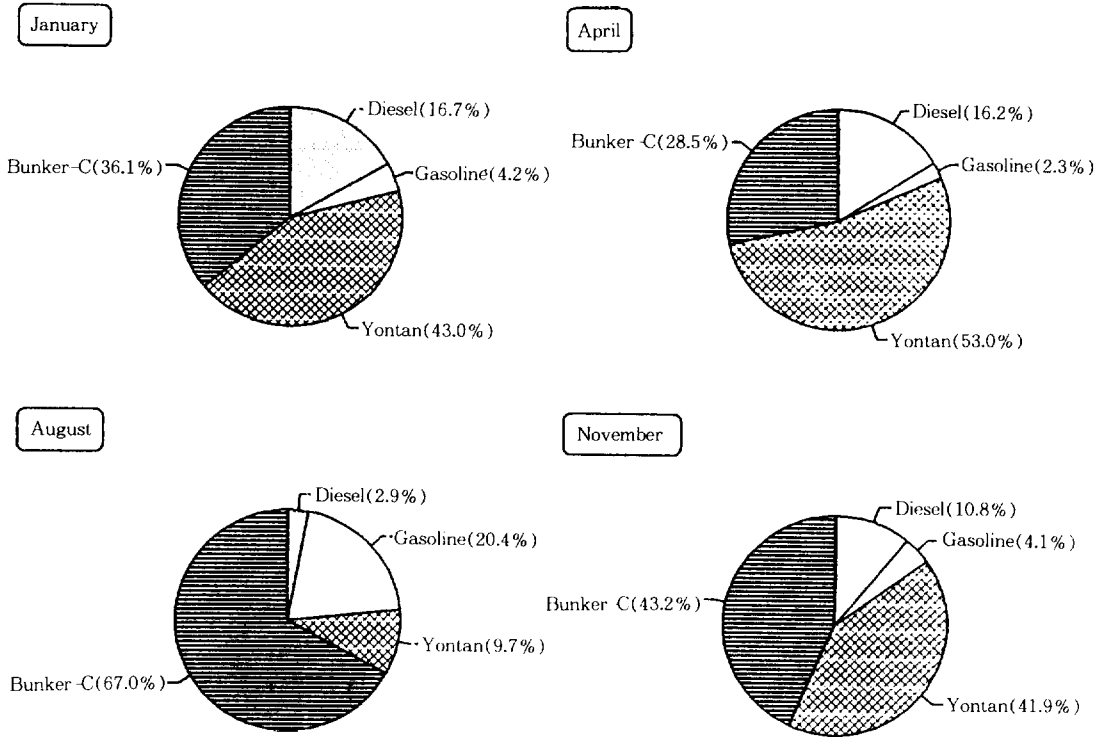 January
Diesel(16.7%)
Bunker-C(36.1%)
Gasoline(4.2%)
Yontan(43.0%)
April
Diesel(16.2%)
Bunker-C(28.5%)
Gasoline(2.3%)
Yontan(53.0%)
August
Diesel(2.9%)
Gasoline(20.4%)
Yontan(9.7%)
Bunker-C(67.0%)
November
Diesel(10.8%)
Gasoline(4.1%)
Bunker-C(43.2%)
Yontan(41.9%)